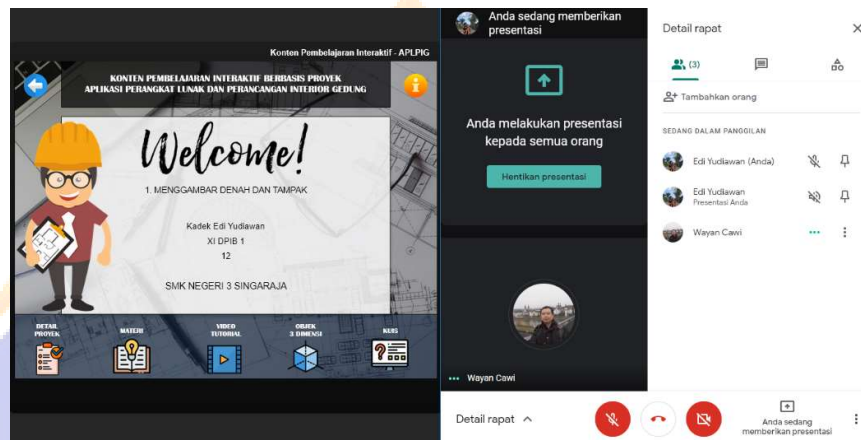 Konten Pembelajaran Interaktif - APLPIG
KONTEN PEMBELAJARAN INTERAKTIF BERBASIS PROYEK
APLIKASI PERANGKAT LUNAK DAN PERANCANGAN INTERIOR GEDUNG
Welcome!
1. MENGGAMBAR DENAH DAN TAMPAK
Kadek Edi Yudiawan
XI DPIB 1
12
SMK NEGERI 3 SINGARAJA
DETAIL
PROYEK
MATERI
VIDEO
TUTORIAL
OBJEK
3 DIMENSI
KUIS
Anda sedang memberikan
presentasi
Anda melakukan presentasi
kepada semua orang
Hentikan presentasi
Wayan Cawi
Detail rapat
(3)
Tambahkan orang
SEDANG DALAM PANGGILAN
Edi Yudiawan (Anda)
Edi Yudiawan
Presentasi Anda
Wayan Cawi
Detail rapat
Anda sedang
memberikan presentasi